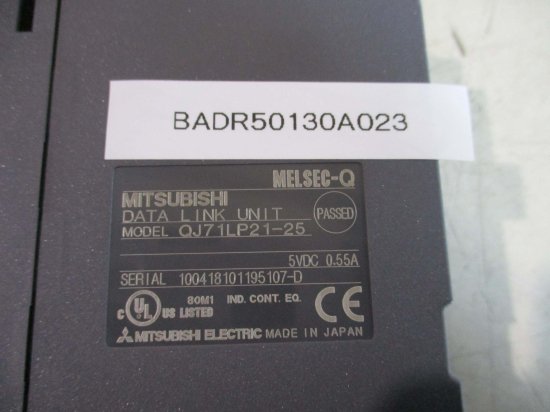 BADR50130A023
MELSEC-Q
MITSUBISHI
DATA LINK UNIT
PASSED
MODEL QJ71LP21-25
5VDC 0.55A
SERIAL 100418101195107-D
C UL US LISTED 80M1 IND. CONT. EQ. CE
MITSUBISHI ELECTRIC MADE IN JAPAN